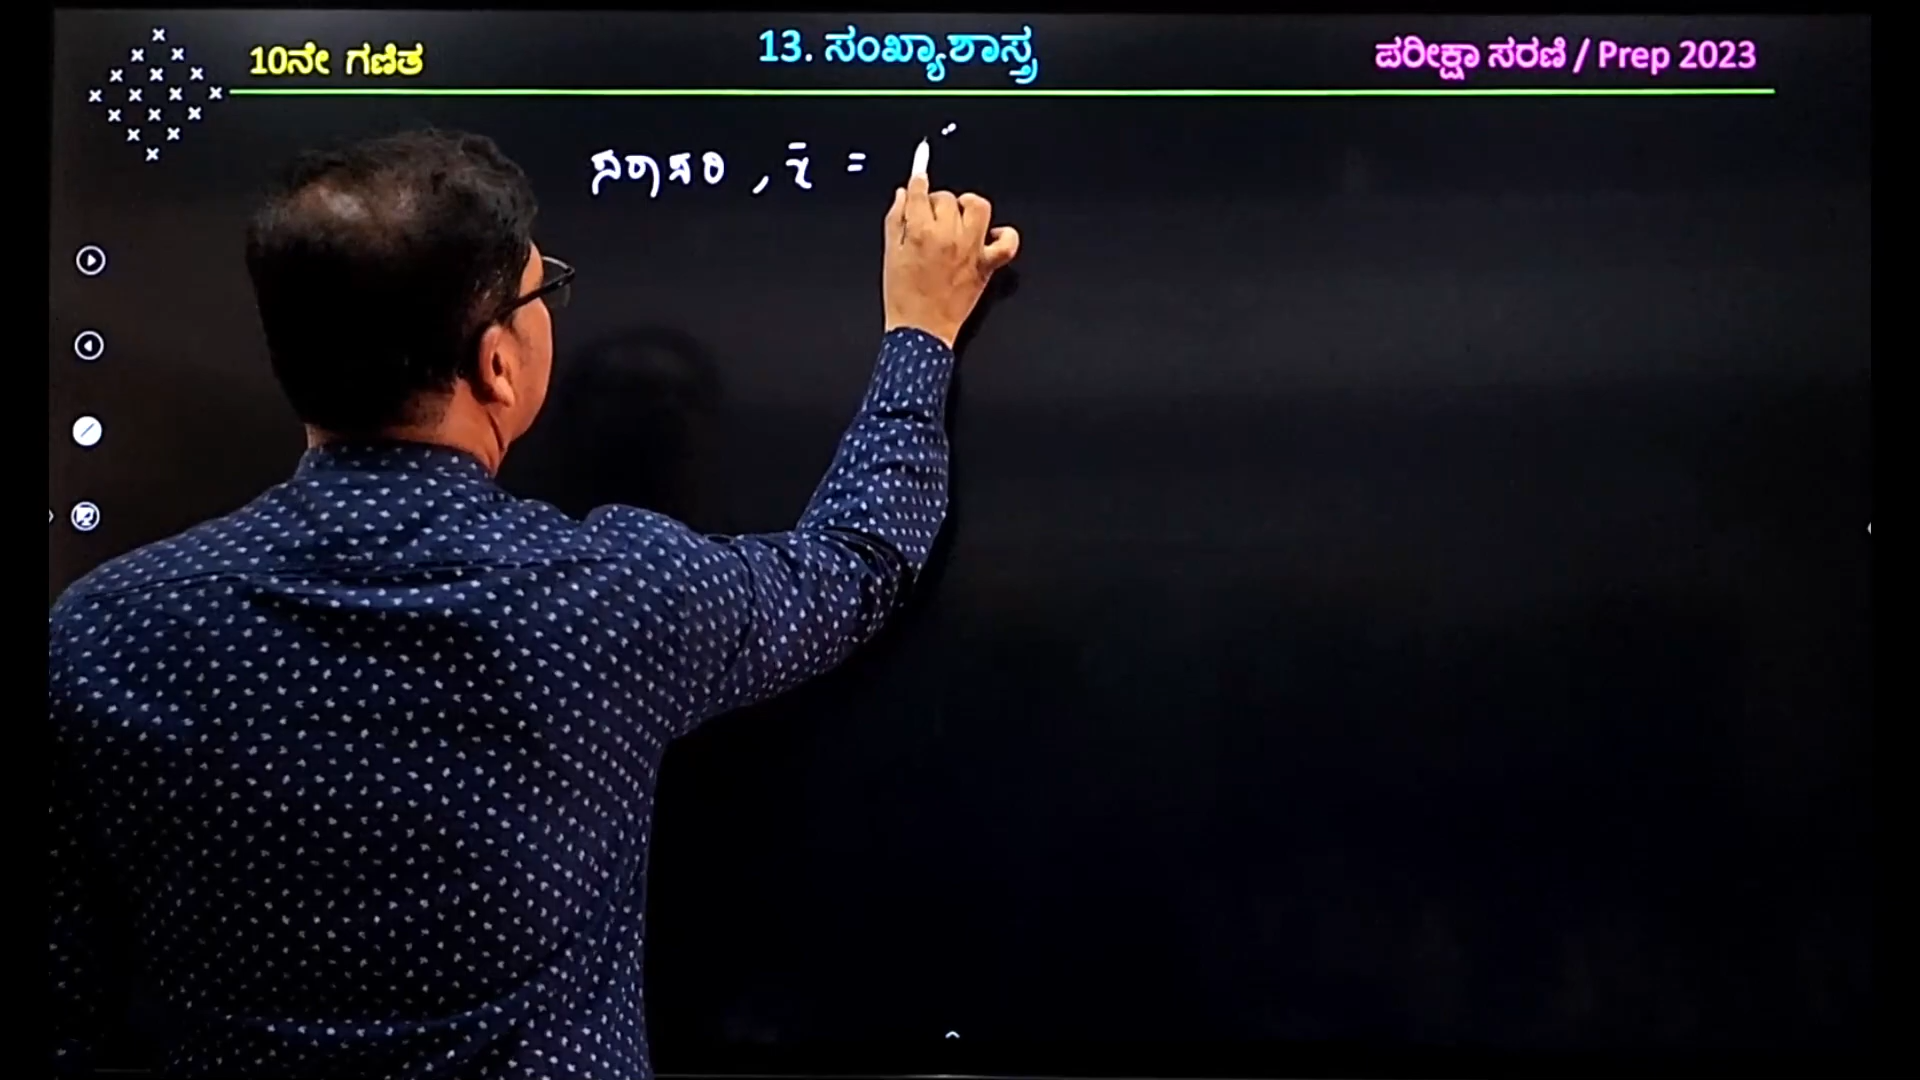 10ನೇ ಗಣಿತ
13. ಸಂಖ್ಯಾಶಾಸ್ತ್ರ
ಪರೀಕ್ಷಾ ಸರಣಿ / Prep 2023
ಸರಾಸರಿ , x̄ =